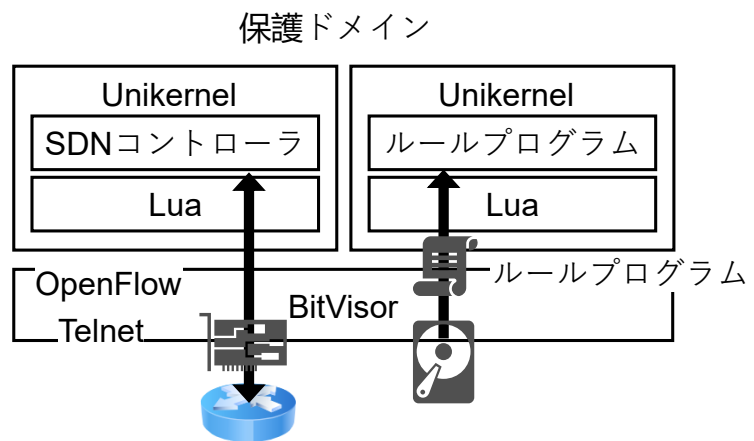 保護ドメイン
Unikernel
SDNコントローラ
Lua
Unikernel
ルールプログラム
Lua
OpenFlow
ルールプログラム
BitVisor
Telnet